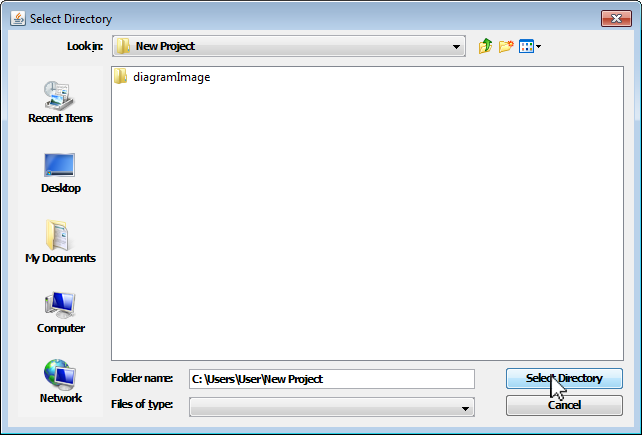 Select Directory
Look in: New Project
diagramImage
Recent Items
Desktop
My Documents
Computer
Network
Folder name: C: \Users\User\New Project
Select Directory
Files of type:
Cancel